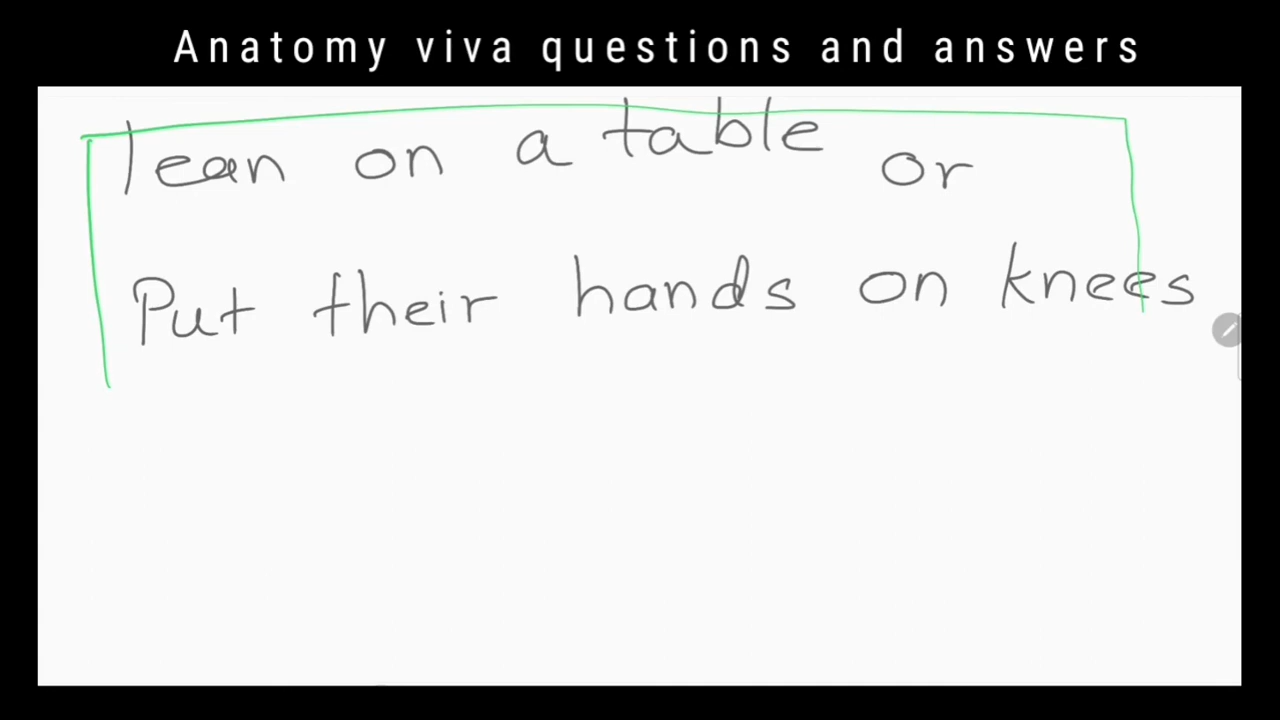 Anatomy viva questions and answers
lean on a table or
Put their hands on knees